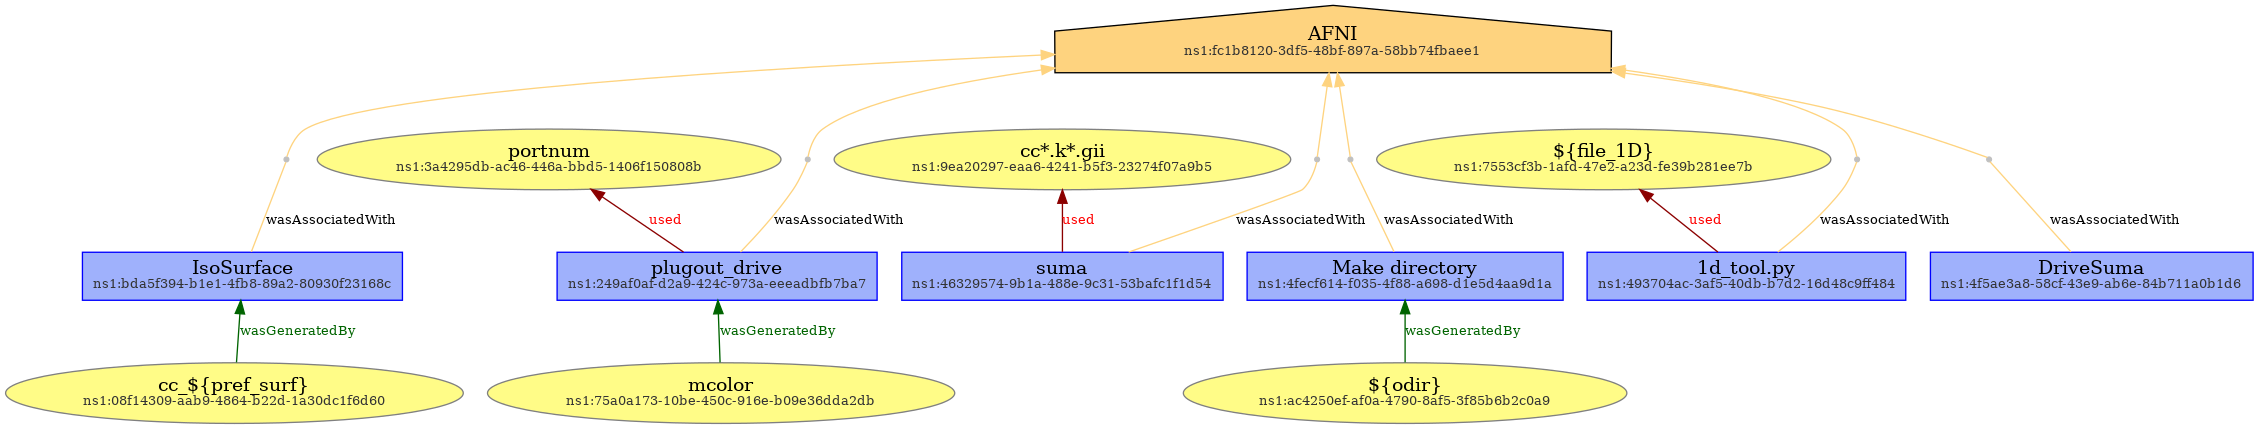 AFNI
ns1:fc1b8120-3df5-48bf-897a-58bb74fbaee1
portnum
ns1:3a4295db-ac46-446a-bbd5-1406f150808b
cc*.k*.gii
ns1:9ea20297-eaa6-4241-b5f3-23274f07a9b5
${file_1D}
ns1:7553cf3b-1afd-47e2-a23d-fe39b281ee7b
wasAssociatedWith
used
wasAssociatedWith
used
wasAssociatedWith
wasAssociatedWith
used
wasAssociatedWith
wasAssociatedWith
IsoSurface
ns1:bda5f394-b1e1-4fb8-89a2-80930f23168c
plugout_drive
ns1:249af0af-d2a9-424c-973a-eeeadbfb7ba7
suma
ns1:46329574-9b1a-488e-9c31-53bafc1f1d54
Make directory
ns1:4fecf614-f035-4f88-a698-d1e5d4aa9d1a
1d_tool.py
ns1:493704ac-3af5-40db-b7d2-16d48c9ff484
DriveSuma
ns1:4f5ae3a8-58cf-43e9-ab6e-84b711a0b1d6
wasGeneratedBy
wasGeneratedBy
wasGeneratedBy
cc_${pref_surf}
ns1:08f14309-aab9-4864-b22d-1a30dc1f6d60
mcolor
ns1:75a0a173-10be-450c-916e-b09e36dda2db
${odir}
ns1:ac4250ef-af0a-4790-8af5-3f85b6b2c0a9